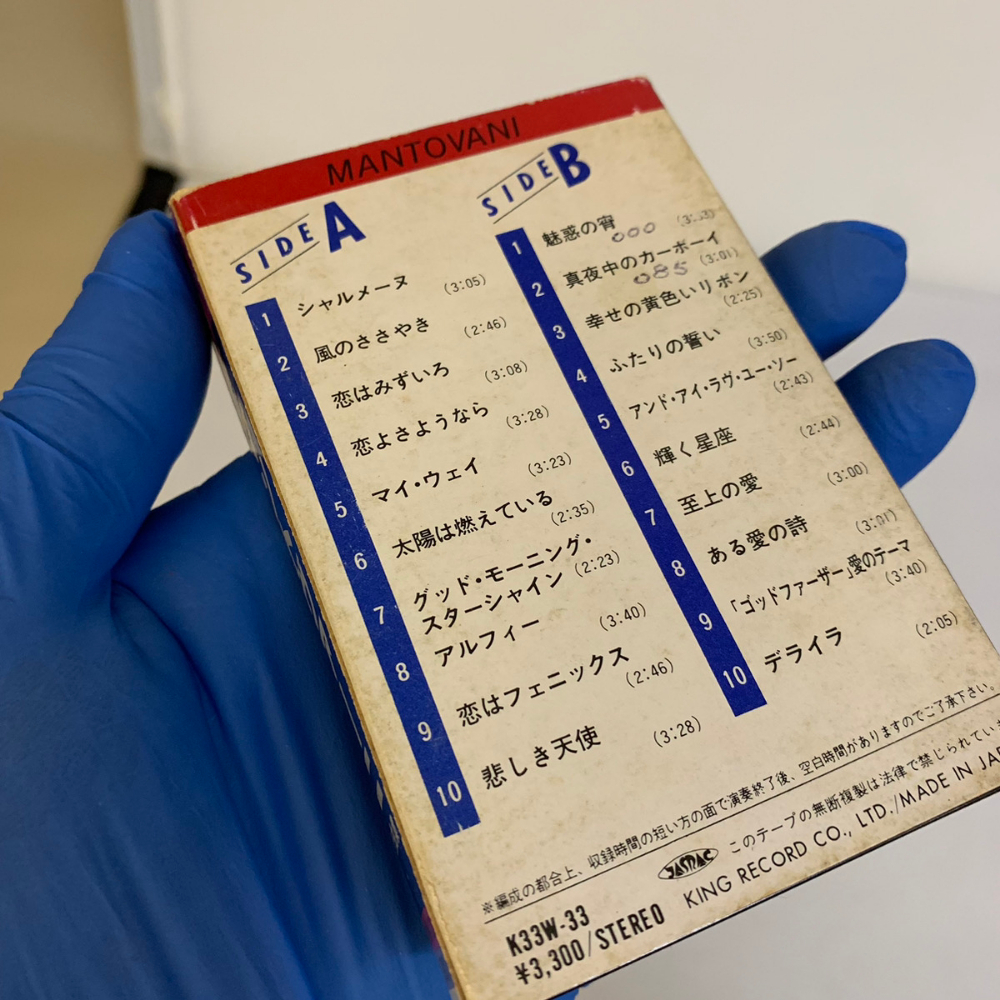 MANTOVANI
SIDE A
1 シャルメーヌ (3:05)
2 風のささやき (2:46)
3 恋はみずいろ (3:08)
4 恋よさようなら (3:28)
5 マイ・ウェイ (3:23)
6 太陽は燃えている (2:35)
7 グッド・モーニング・
スターシャイン (2:23)
8 アルフィー (3:40)
9 恋はフェニックス (2:46)
10 悲しき天使 (3:28)
SIDE B
1 魅惑の宵 (3:33)
000
2 真夜中のカーボーイ (3:01)
085
3 幸せの黄色いリボン (2:25)
4 ふたりの誓い (3:50)
5 アンド・アイ・ラヴ・ユー・ソー (2:43)
6 輝く星座 (2:44)
7 至上の愛 (3:00)
8 ある愛の詩 (3:01)
9 「ゴッドファーザー」愛のテーマ (3:40)
10 デライラ (2:05)
※編成の都合上、収録時間の短い方の面で演奏終了後、空白時間がありますのでご了承下さい。
JASRAC このテープの無断複製は法律で禁じられていま
KING RECORD CO., LTD./MADE IN JAP
K33W-33
¥3,300/STEREO